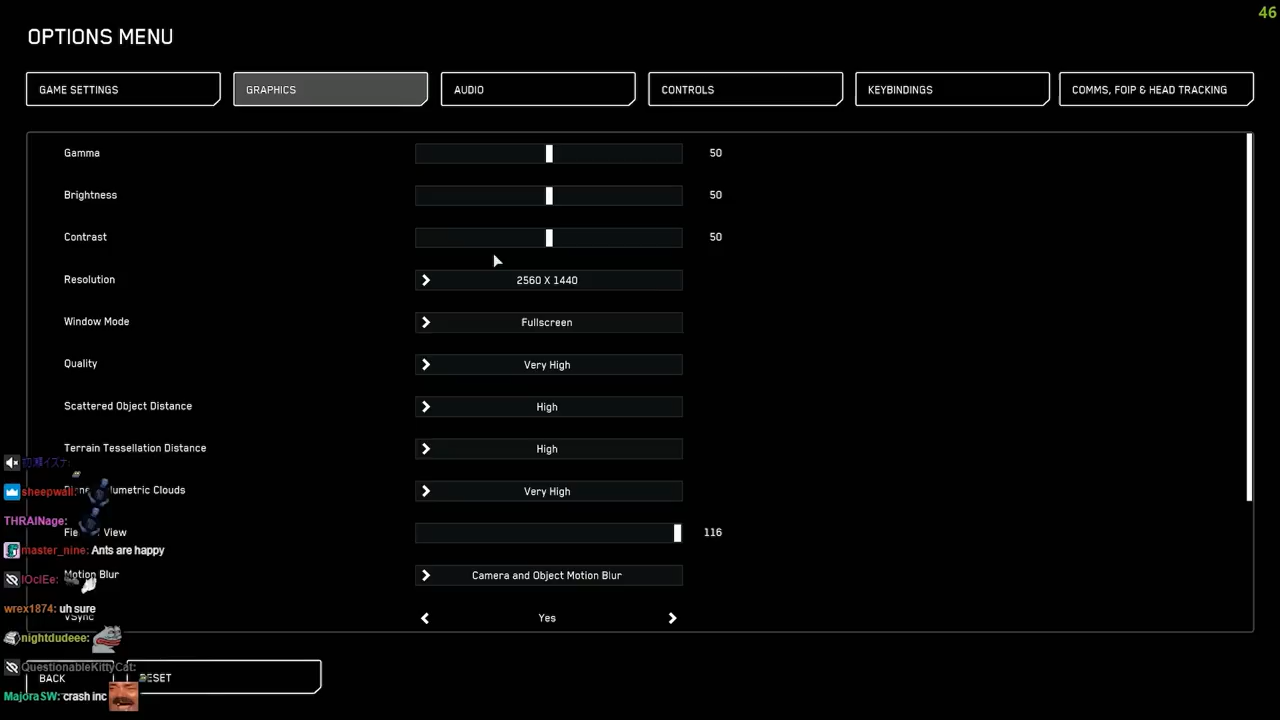 46
OPTIONS MENU
GAME SETTINGS
GRAPHICS
AUDIO
CONTROLS
KEYBINDINGS
COMMS, FOIP & HEAD TRACKING
Gamma 50
Brightness 50
Contrast 50
Resolution 2560 X 1440
Window Mode Fullscreen
Quality Very High
Scattered Object Distance High
Terrain Tessellation Distance High
Clouds Very High
View 116
Motion Blur Camera and Object Motion Blur
VSync Yes
sheepwall:
THRAINage:
master_nine: Ants are happy
wrex1874: uh sure
nightdudeee:
QuestionableKittyCat:
BACK
RESET
MajoraSW: crash inc